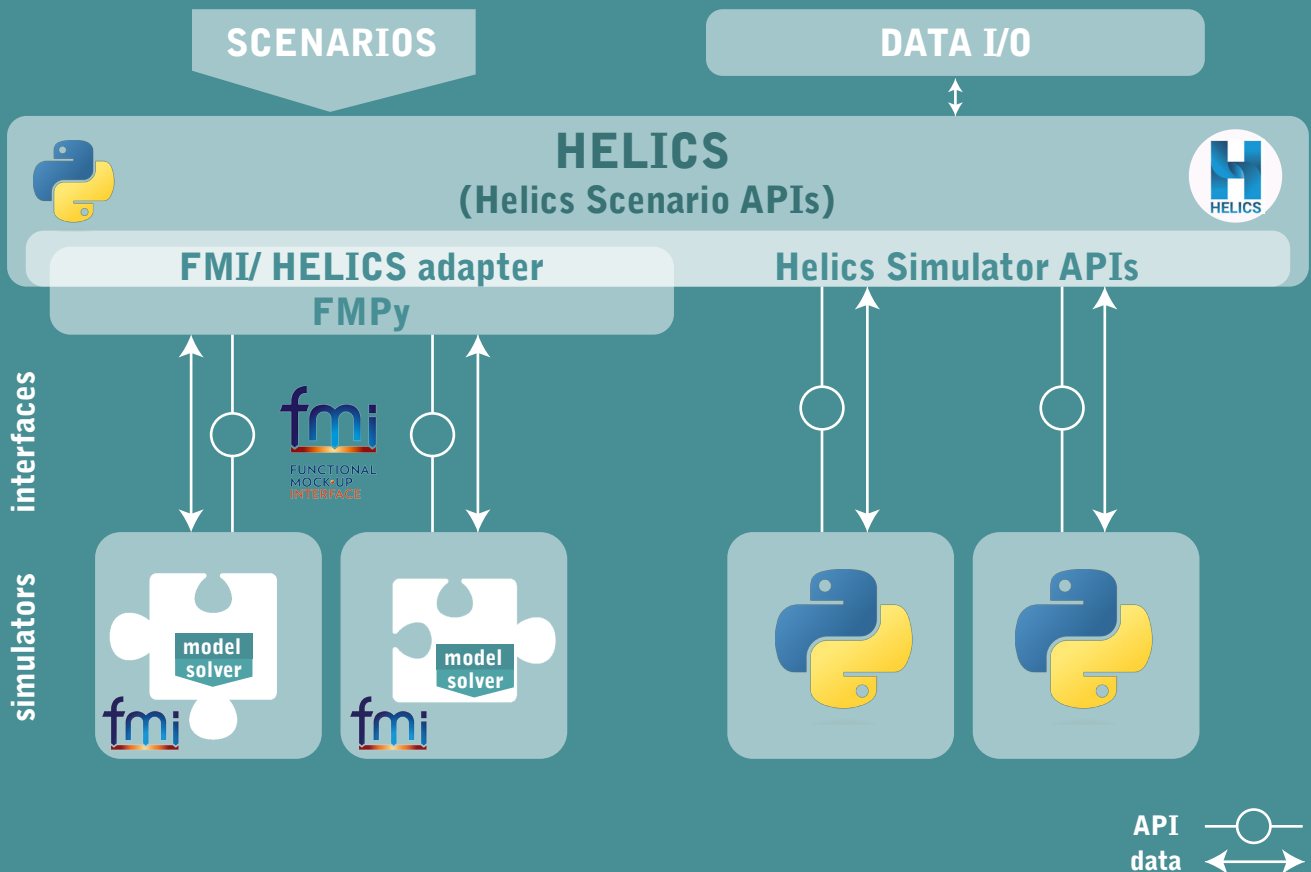 SCENARIOS
DATA I/O
HELICS
(Helics Scenario APIs)
HELICS
FMI/ HELICS adapter
Helics Simulator APIs
FMPy
interfaces
fmi
FUNCTIONAL
MOCK-UP
INTERFACE
simulators
model
solver
model
solver
fmi
fmi
API
data